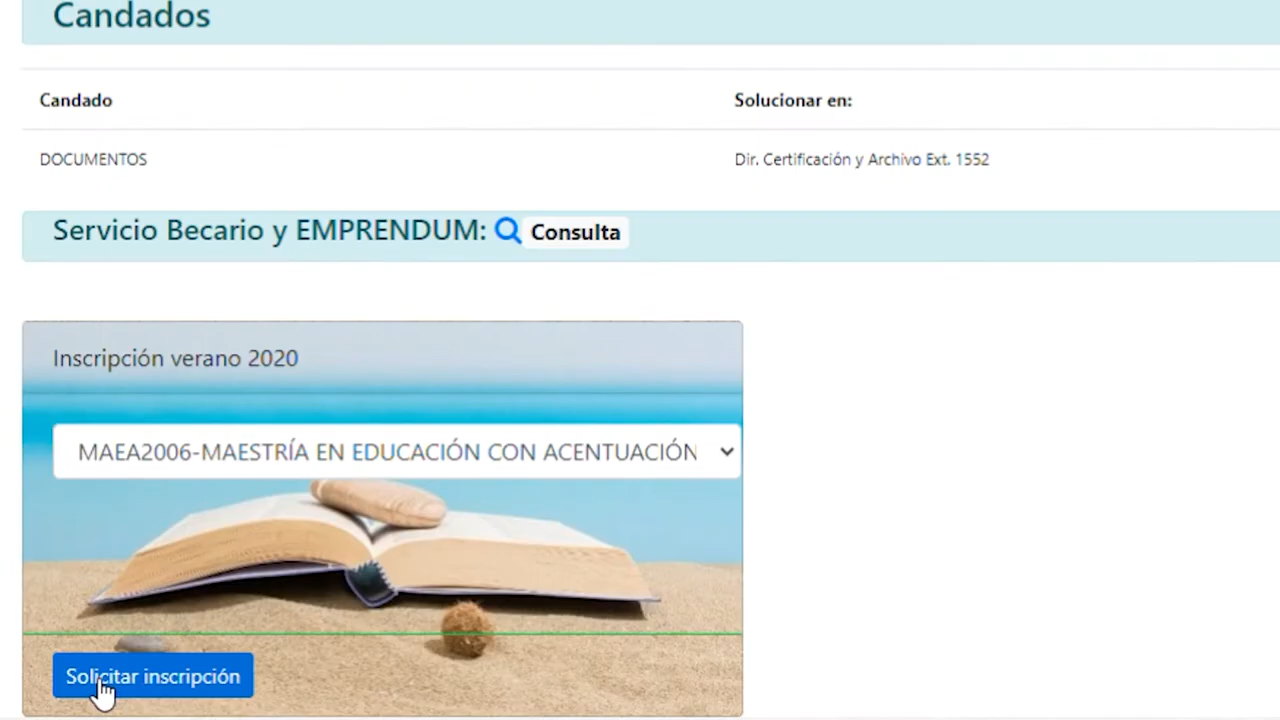 Candados
Candado
Solucionar en:
DOCUMENTOS
Dir. Certificación y Archivo Ext. 1552
Servicio Becario y EMPRENDUM: Consulta
Inscripción verano 2020
MAEA2006-MAESTRÍA EN EDUCACIÓN CON ACENTUACIÓN
Solicitar inscripción